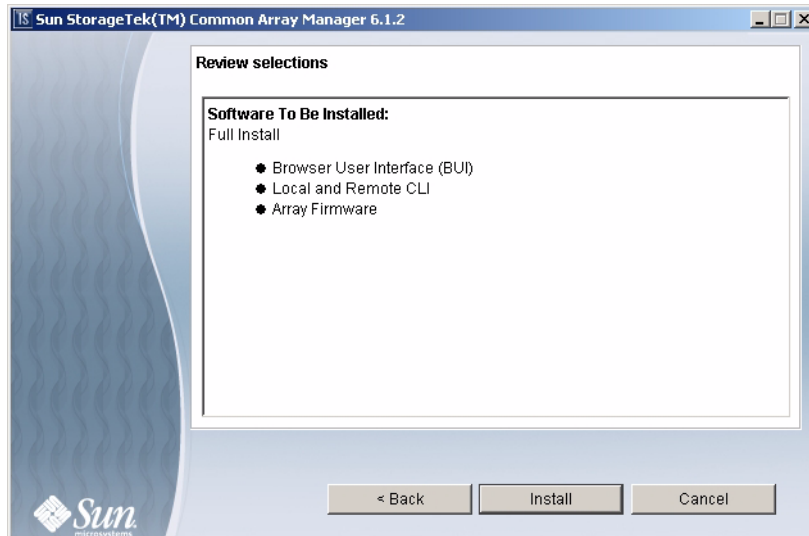 Sun StorageTek(TM) Common Array Manager 6.1.2
Review selections
Software To Be Installed:
Full Install
Browser User Interface (BUI)
Local and Remote CLI
Array Firmware
< Back
Install
Cancel
Sun
microsystems